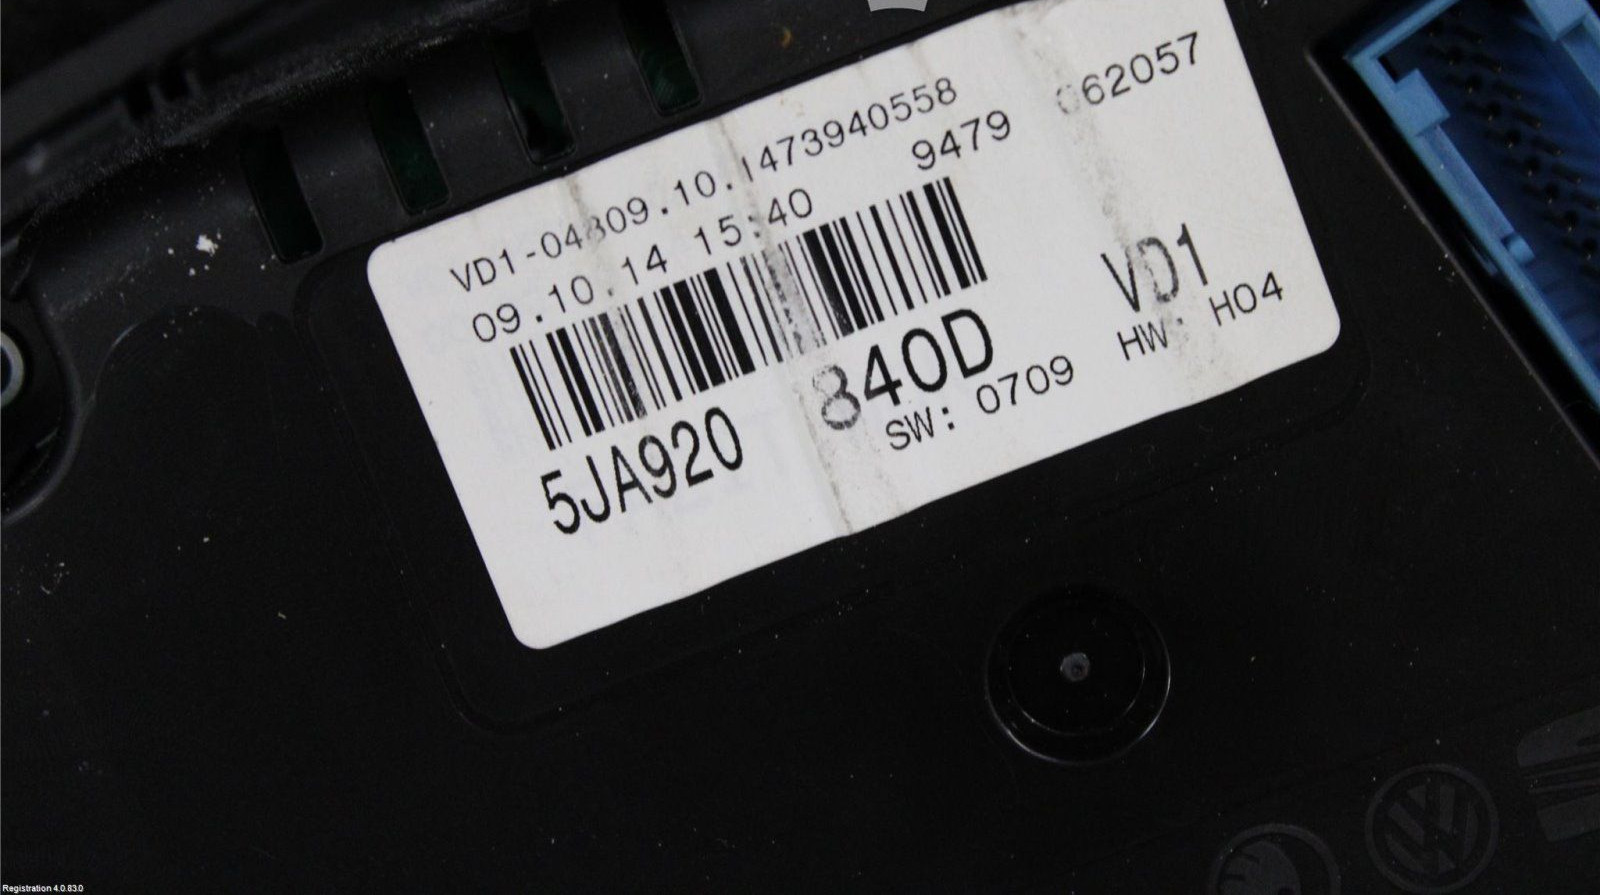 VD1-04809.10.1473940558
09.10.14 15:40 9479 662057
5JA920 840D VD1
SW: 0709 HW: H04
Registration 4.0.83.0